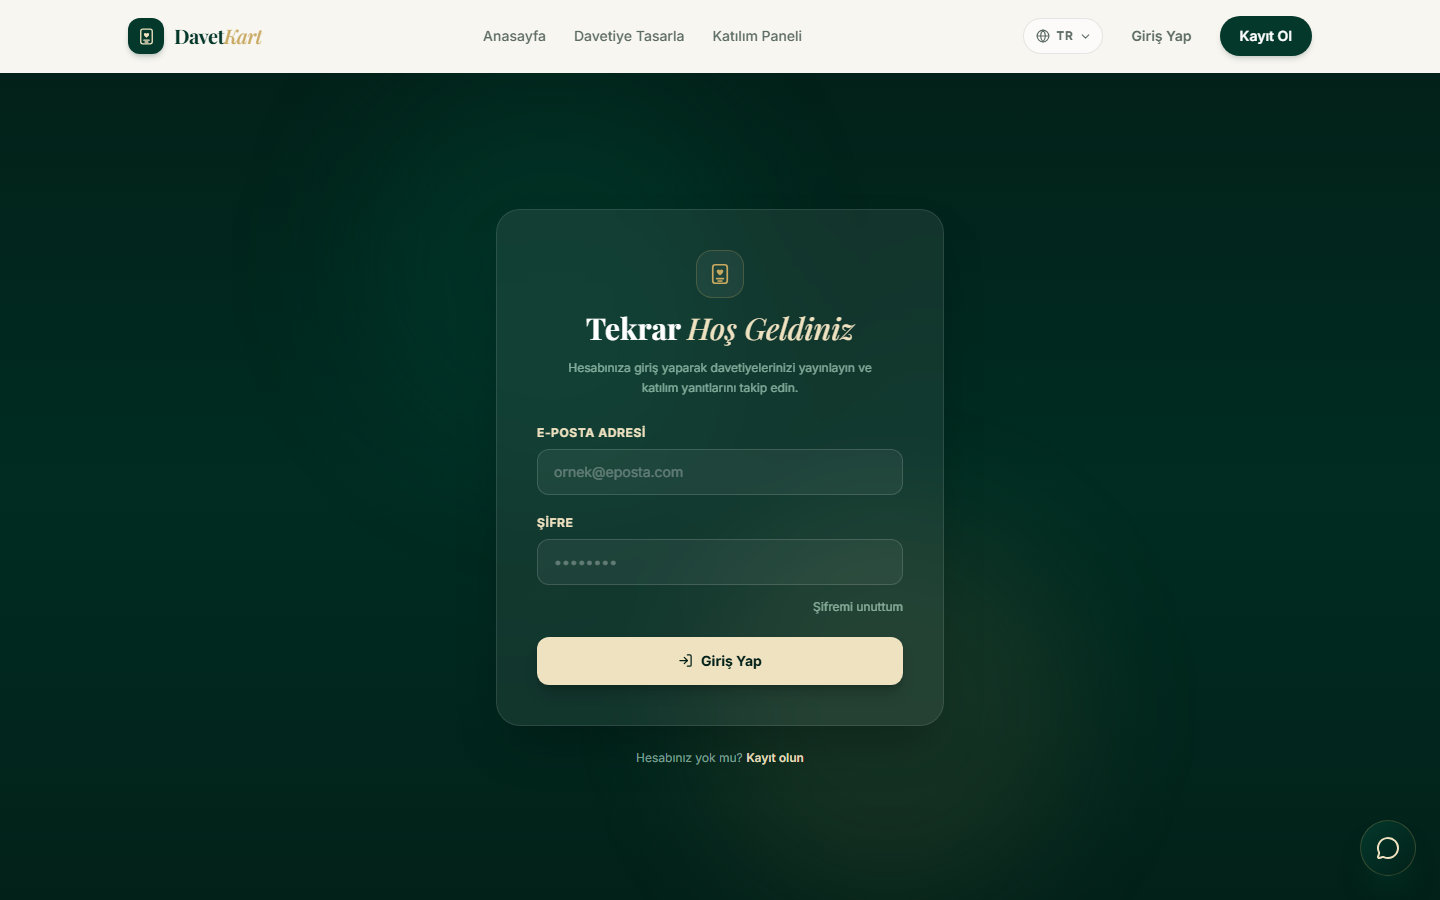 DavetKart
Anasayfa
Davetiye Tasarla
Katılım Paneli
TR
Giriş Yap
Kayıt Ol
Tekrar Hoş Geldiniz
Hesabınıza giriş yaparak davetiyelerinizi yayınlayın ve
katılım yanıtlarını takip edin.
E-POSTA ADRESİ
ornek@eposta.com
ŞİFRE
••••••••
Şifremi unuttum
Giriş Yap
Hesabınız yok mu? Kayıt olun